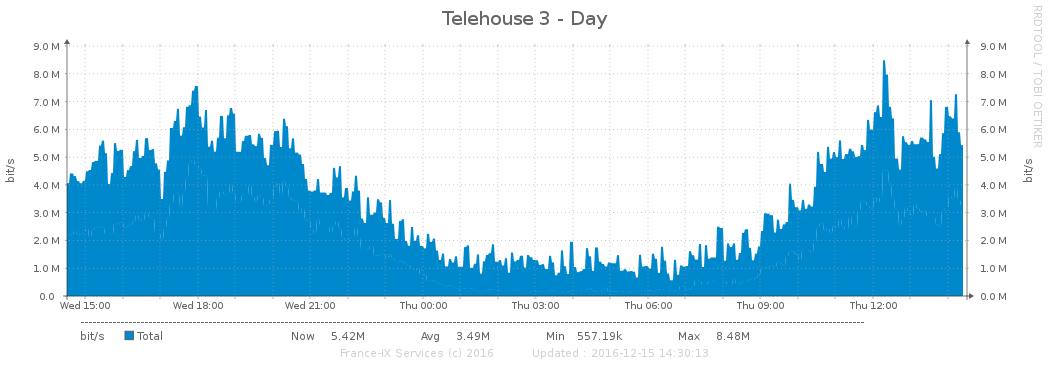 Telehouse 3 - Day
RRDTOOL / TOBI OETIKER
bit/s
bit/s
9.0 M 9.0 M
8.0 M 8.0 M
7.0 M 7.0 M
6.0 M 6.0 M
5.0 M 5.0 M
4.0 M 4.0 M
3.0 M 3.0 M
2.0 M 2.0 M
1.0 M 1.0 M
0.0 0.0 M
Wed 15:00 Wed 18:00 Wed 21:00 Thu 00:00 Thu 03:00 Thu 06:00 Thu 09:00 Thu 12:00
bit/s Total Now 5.42M Avg 3.49M Min 557.19k Max 8.48M
France-IX Services (c) 2016 Updated : 2016-12-15 14:30:13